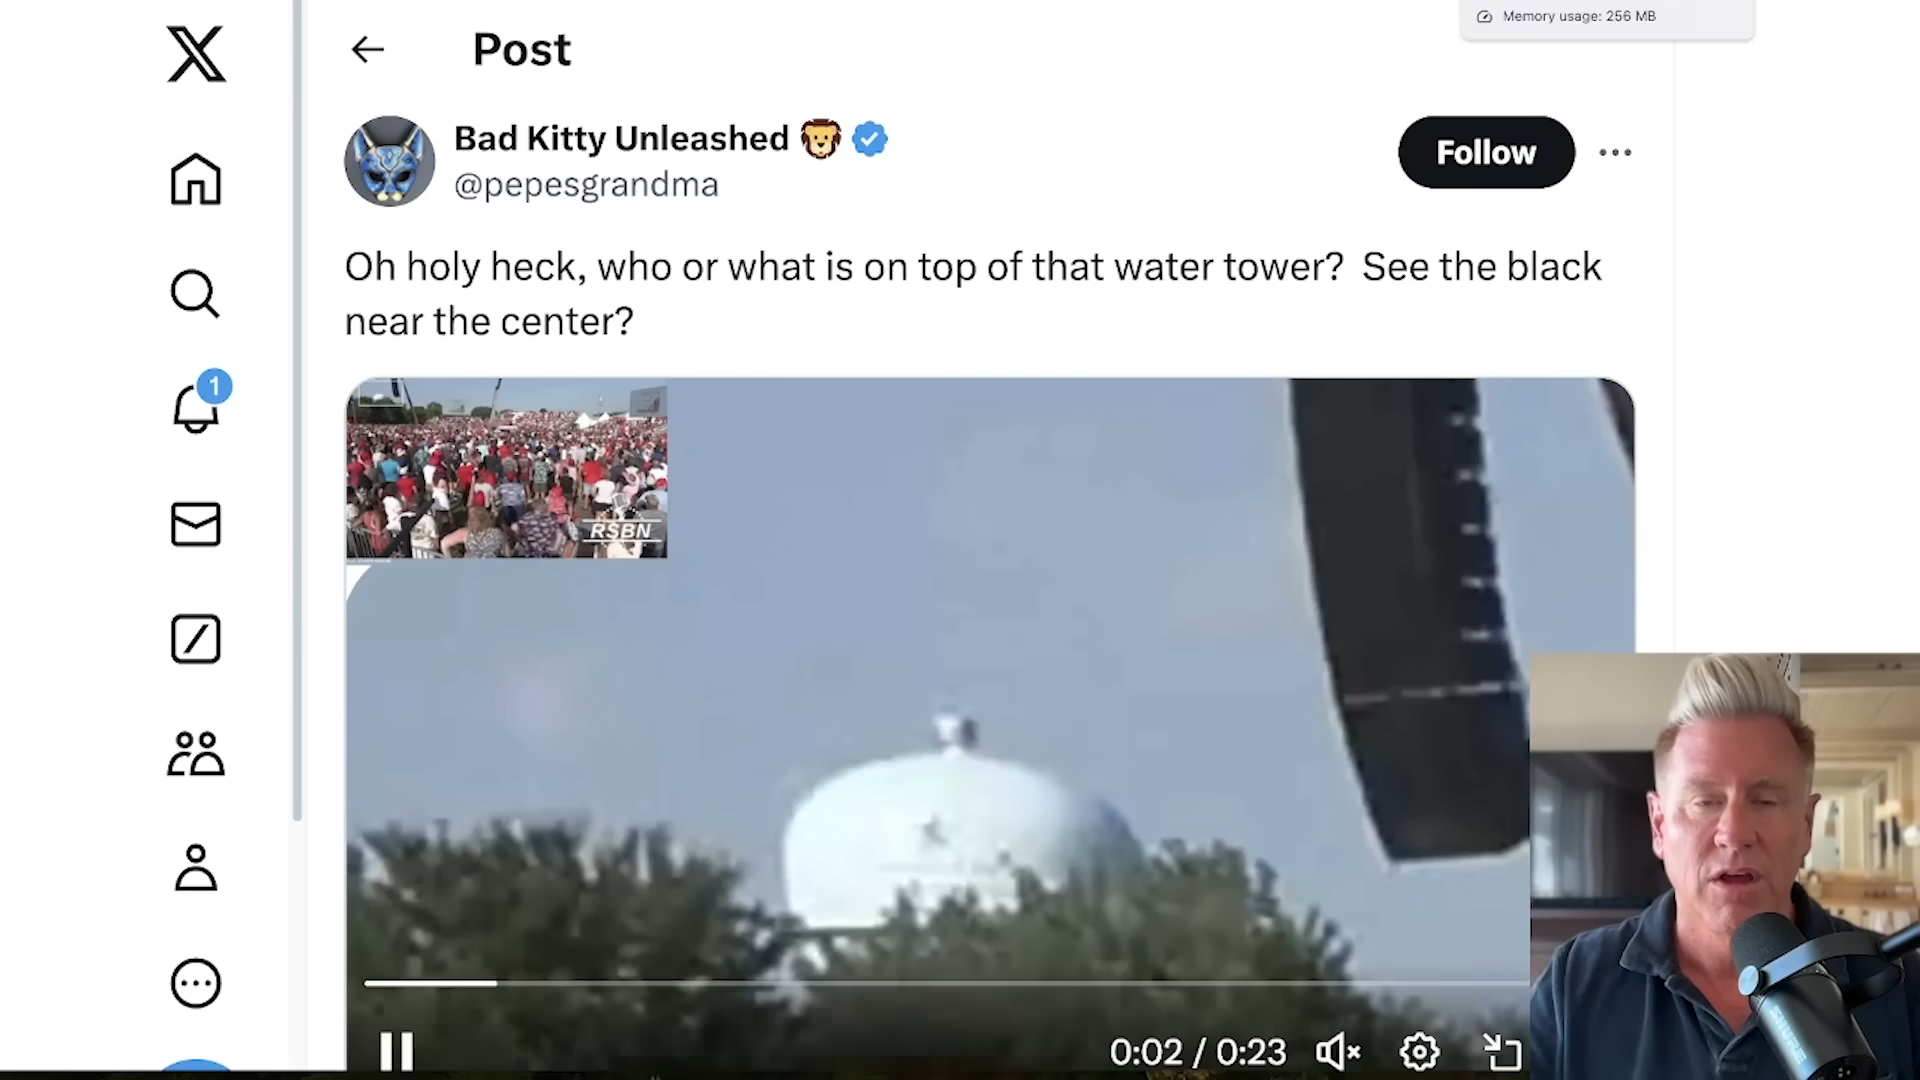 Memory usage: 256 MB
Post
Bad Kitty Unleashed
@pepesgrandma
Follow
Oh holy heck, who or what is on top of that water tower? See the black
near the center?
1
RSBN
0:02 / 0:23
SHURE